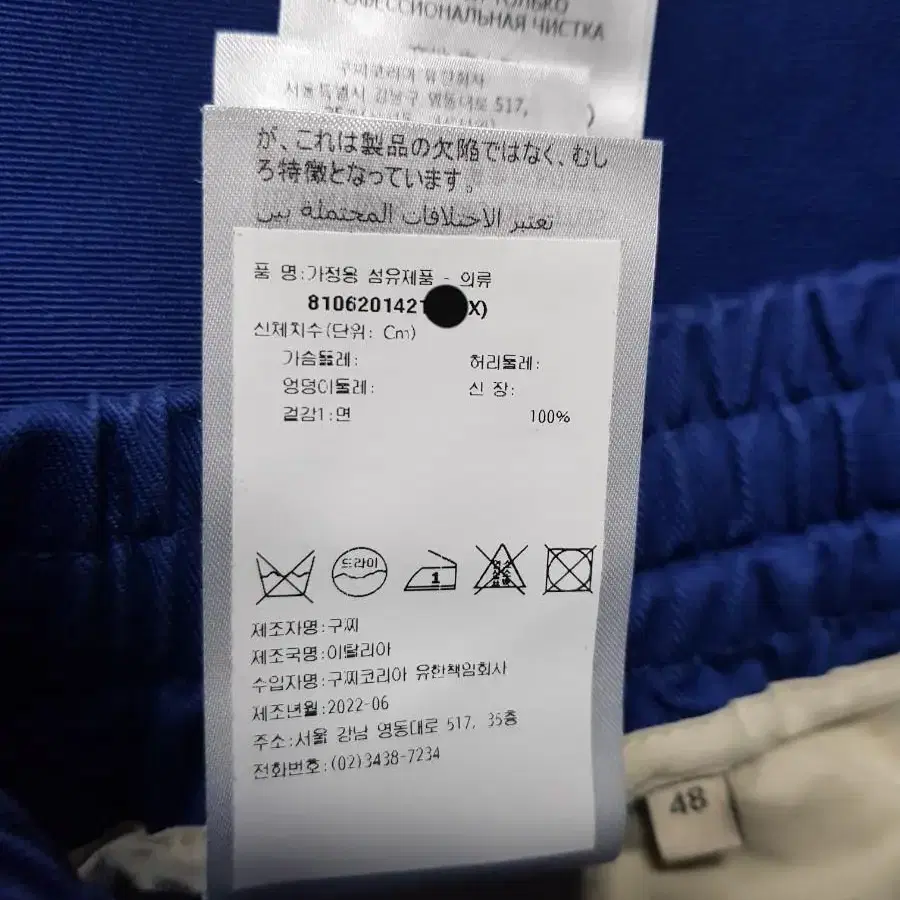 ТОЛЬКО
ПРОФЕССИОНАЛЬНАЯ ЧИСТКА
구찌코리아 유한회사
서울특별시 강남구 영동대로 517,
が、これは製品の欠陥ではなく、むし
ろ特徴となっています。
تعتبر الاختلافات المحتملة بين
품 명:가정용 섬유제품 - 의류
8106201421 X)
신체치수(단위: Cm)
가슴둘레: 허리둘레:
엉덩이둘레: 신 장:
겉감1:면 100%
드라이
1
제조자명:구찌
제조국명:이탈리아
수입자명:구찌코리아 유한책임회사
제조년월:2022-06
주소:서울 강남 영동대로 517, 35층
전화번호:(02)3438-7234
48